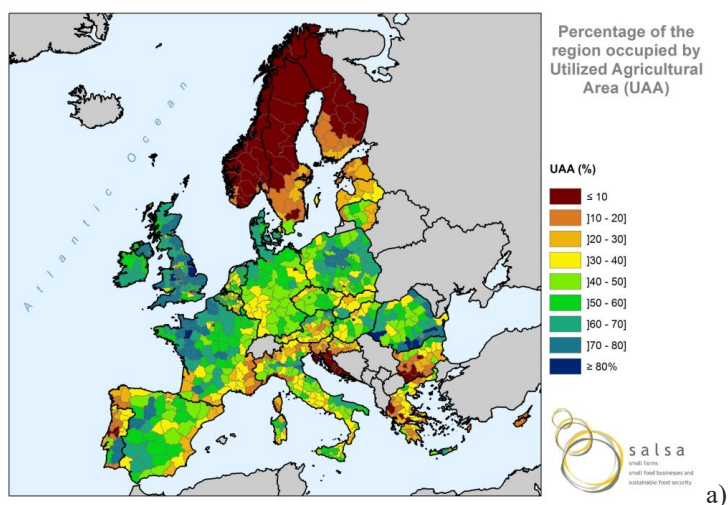 Percentage of the
region occupied by
Utilized Agricultural
Area (UAA)
Atlantic Ocean
UAA (%)
≤ 10
]10 - 20]
]20 - 30]
]30 - 40]
]40 - 50]
]50 - 60]
]60 - 70]
]70 - 80]
≥ 80%
salsa
small farms
small food businesses and
sustainable food security
a)